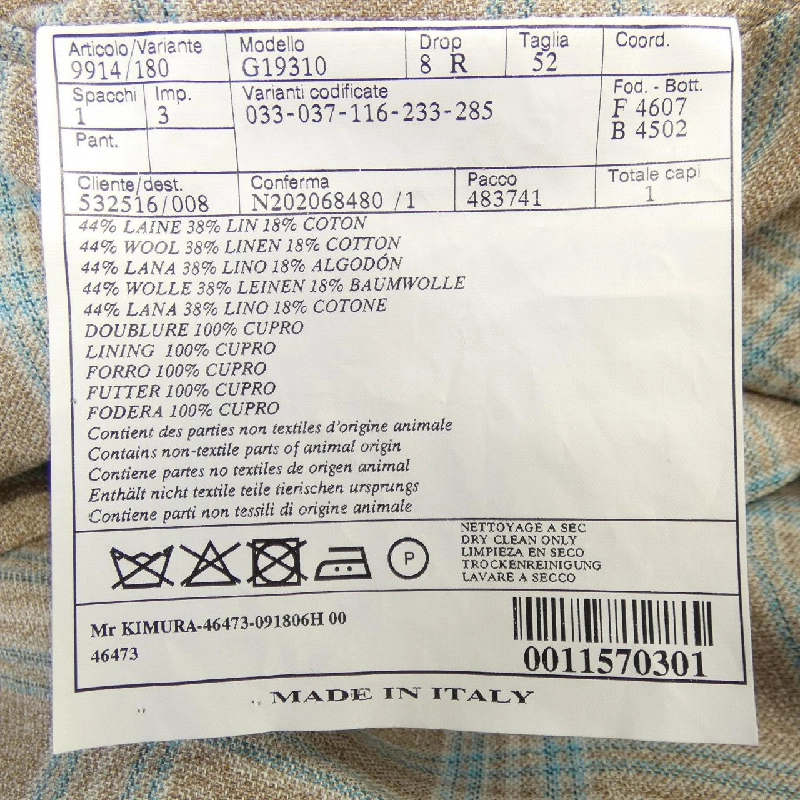 Articolo/Variante Modello Drop Taglia Coord.
9914/180 G19310 8 R 52
Spacchi Imp. Varianti codificate Fod. - Bott.
1 3 033-037-116-233-285 F 4607
Pant. B 4502
Cliente/dest. Conferma Pacco Totale capi
532516/008 N202068480 /1 483741 1
44% LAINE 38% LIN 18% COTON
44% WOOL 38% LINEN 18% COTTON
44% LANA 38% LINO 18% ALGODÓN
44% WOLLE 38% LEINEN 18% BAUMWOLLE
44% LANA 38% LINO 18% COTONE
DOUBLURE 100% CUPRO
LINING 100% CUPRO
FORRO 100% CUPRO
FUTTER 100% CUPRO
FODERA 100% CUPRO
Contient des parties non textiles d'origine animale
Contains non-textile parts of animal origin
Contiene partes no textiles de origen animal
Enthält nicht textile teile tierischen ursprungs
Contiene parti non tessili di origine animale
P
NETTOYAGE A SEC
DRY CLEAN ONLY
LIMPIEZA EN SECO
TROCKENREINIGUNG
LAVARE A SECCO
Mr KIMURA-46473-091806H 00
46473
0011570301
MADE IN ITALY